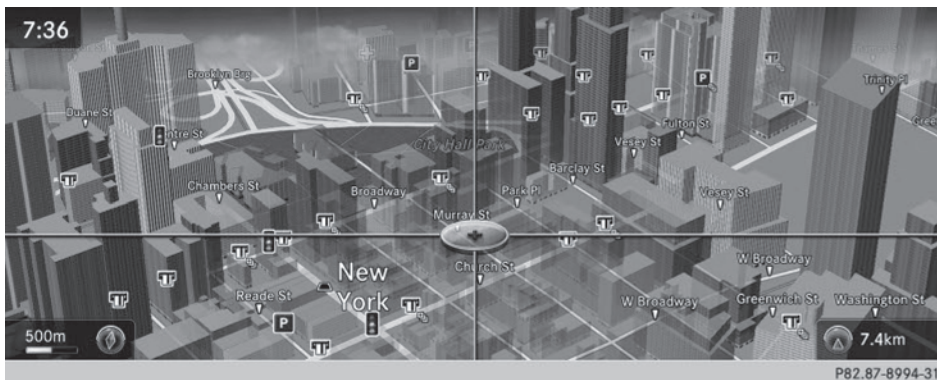 7:36
Brooklyn Brg
P
Trinity Pl
Duane St
Fulton St
City Hall Park
Vesey St
Barclay St
Chambers St
Broadway
Park Pl
Vesey St
P
Murray St
Church St
W Broadway
New
York
Reade St
W Broadway
Greenwich St
Washington St
P
500m
7.4km
P82.87-8994-31